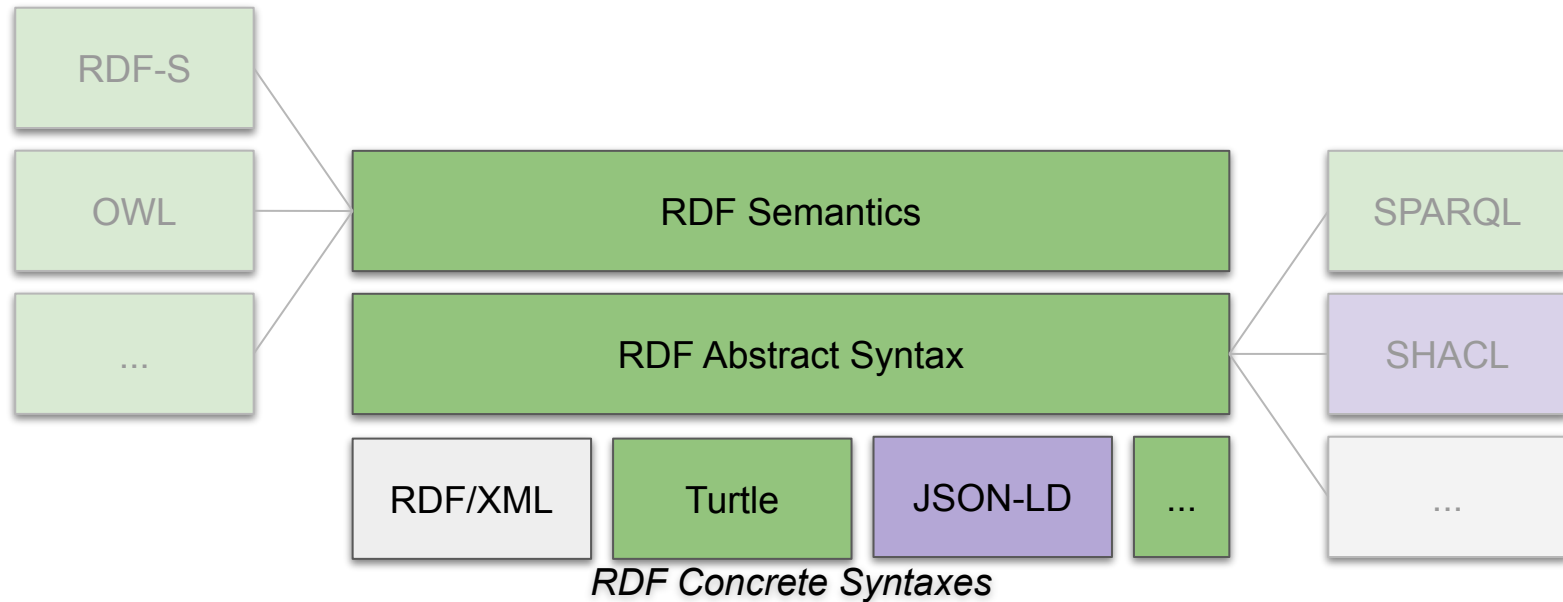 RDF-S
OWL
...
RDF Semantics
RDF Abstract Syntax
RDF/XML
Turtle
JSON-LD
...
RDF Concrete Syntaxes
SPARQL
SHACL
...